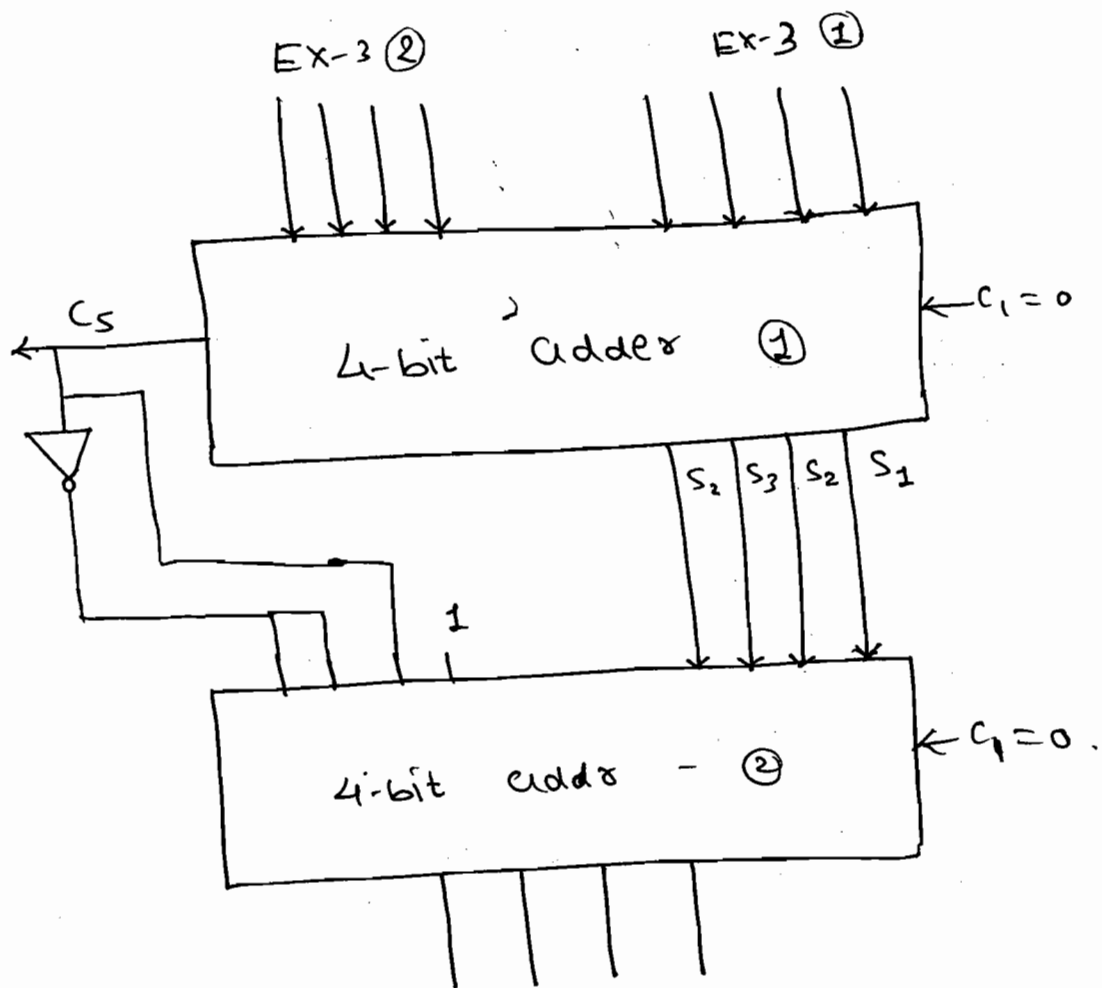 Ex-3 ② Ex-3 ①
C5
C1 = 0
4-bit adder ①
S2 S3 S2 S1
1
C1 = 0.
4-bit addr - ②